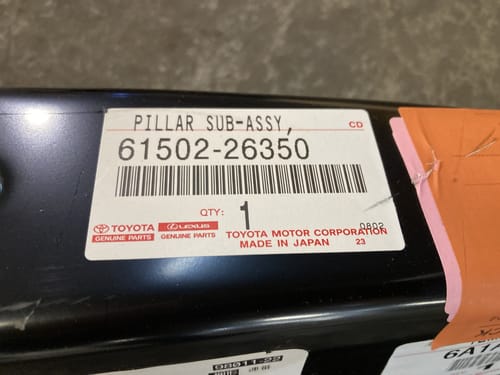 PILLAR SUB-ASSY,
CD
61502-26350
QTY: 1
TOYOTA
GENUINE PARTS
LEXUS
GENUINE PARTS
0802
TOYOTA MOTOR CORPORATION
MADE IN JAPAN 23